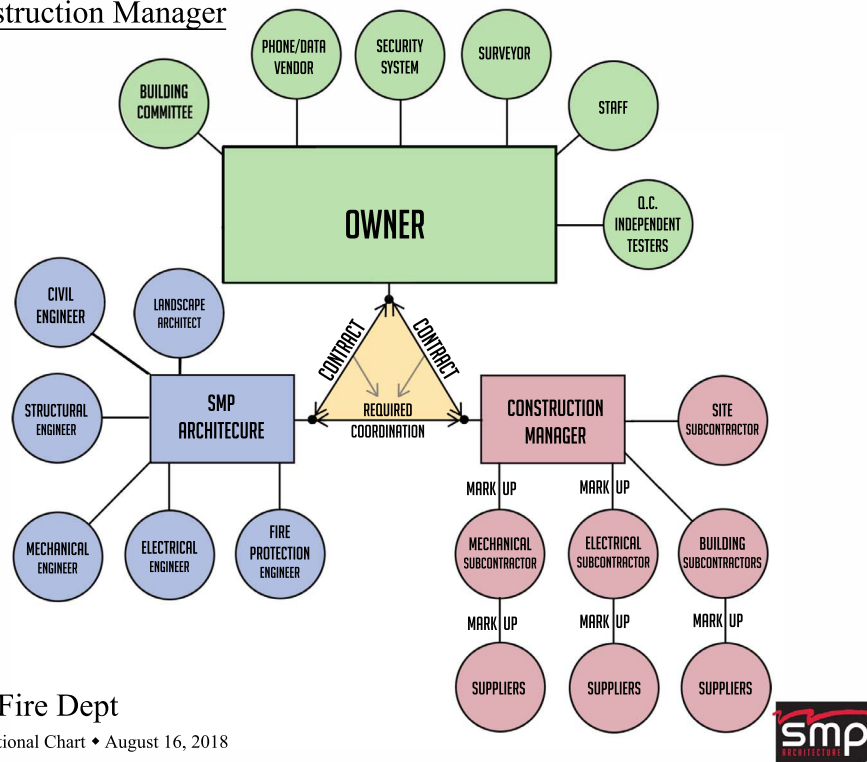 struction Manager
PHONE/DATA
VENDOR
SECURITY
SYSTEM
SURVEYOR
BUILDING
COMMITTEE
STAFF
OWNER
Q.C.
INDEPENDENT
TESTERS
CIVIL
ENGINEER
LANDSCAPE
ARCHITECT
CONTRACT
CONTRACT
STRUCTURAL
ENGINEER
SMP
ARCHITECURE
REQUIRED
COORDINATION
CONSTRUCTION
MANAGER
SITE
SUBCONTRACTOR
MARK UP
MARK UP
MECHANICAL
ENGINEER
ELECTRICAL
ENGINEER
FIRE
PROTECTION
ENGINEER
MECHANICAL
SUBCONTRACTOR
ELECTRICAL
SUBCONTRACTOR
BUILDING
SUBCONTRACTORS
MARK UP
MARK UP
MARK UP
SUPPLIERS
SUPPLIERS
SUPPLIERS
Fire Dept
tional Chart ◆ August 16, 2018
smp
ARCHITECTURE